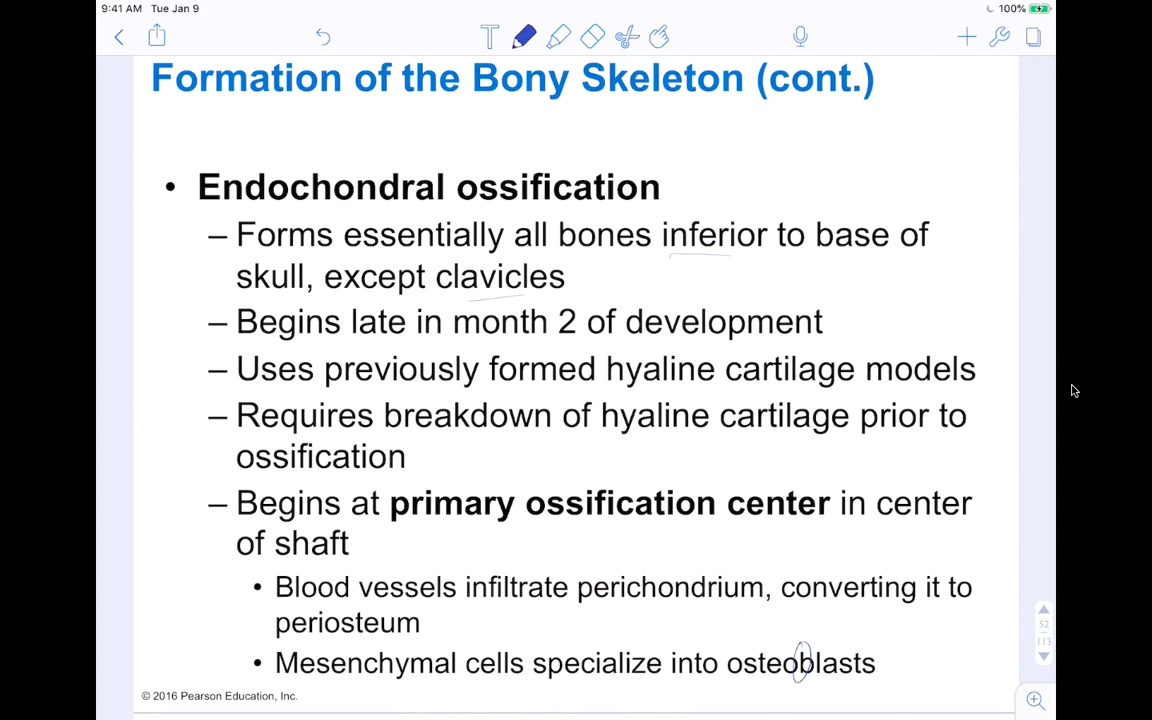 9:41 AM Tue Jan 9
100%
Formation of the Bony Skeleton (cont.)
• Endochondral ossification
– Forms essentially all bones inferior to base of
skull, except clavicles
– Begins late in month 2 of development
– Uses previously formed hyaline cartilage models
– Requires breakdown of hyaline cartilage prior to
ossification
– Begins at primary ossification center in center
of shaft
• Blood vessels infiltrate perichondrium, converting it to
periosteum
• Mesenchymal cells specialize into osteoblasts
52
113
© 2016 Pearson Education, Inc.